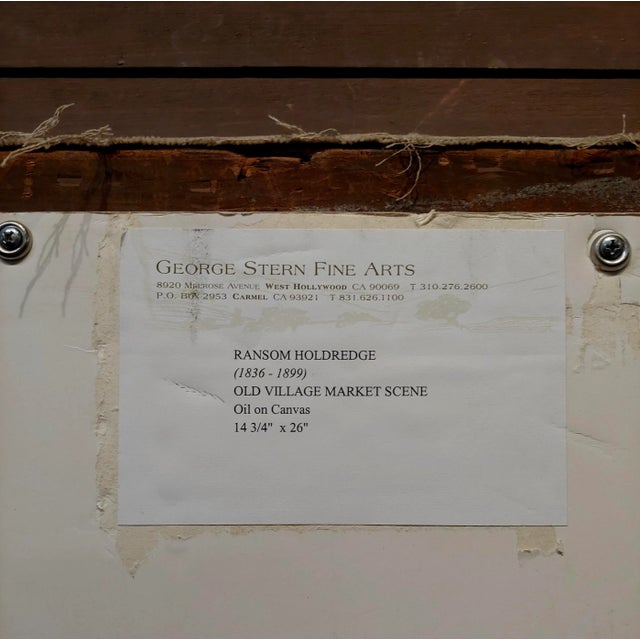 George Stern Fine Arts
8920 Melrose Avenue West Hollywood CA 90069 T 310.276.2600
P.O. Box 2953 Carmel CA 93921 T 831.626.1100
RANSOM HOLDREDGE
(1836 - 1899)
OLD VILLAGE MARKET SCENE
Oil on Canvas
14 3/4" x 26"